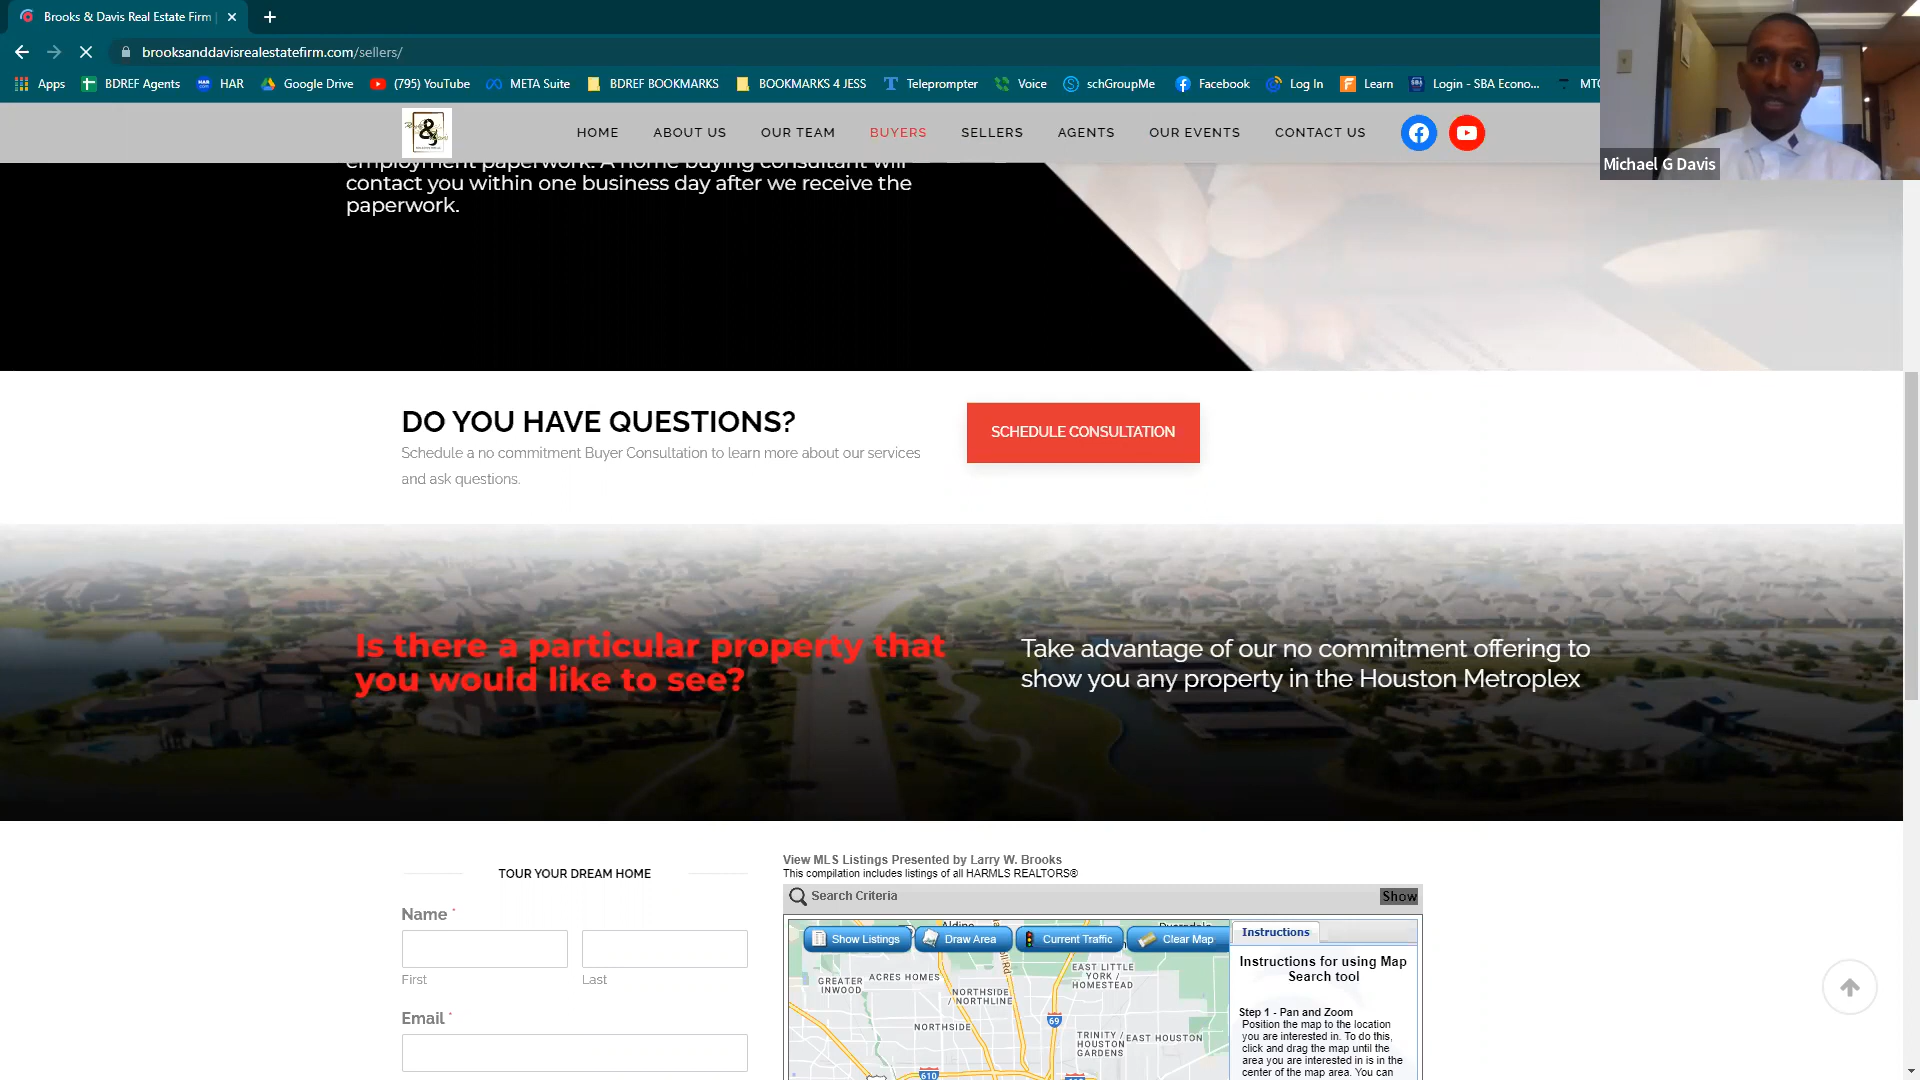 Brooks & Davis Real Estate Firm |
brooksanddavisrealestatefirm.com/sellers/
Apps BDREF Agents HAR Google Drive (795) YouTube META Suite BDREF BOOKMARKS BOOKMARKS 4 JESS Teleprompter Voice schGroupMe Facebook Log In Learn Login - SBA Econo...
HOME ABOUT US OUR TEAM BUYERS SELLERS AGENTS OUR EVENTS CONTACT US
Michael G Davis
employment paperwork. A home buying consultant will
contact you within one business day after we receive the
paperwork.
DO YOU HAVE QUESTIONS?
SCHEDULE CONSULTATION
Schedule a no commitment Buyer Consultation to learn more about our services
and ask questions.
Is there a particular property that
you would like to see?
Take advantage of our no commitment offering to
show you any property in the Houston Metroplex
TOUR YOUR DREAM HOME
Name *
First Last
Email *
View MLS Listings Presented by Larry W. Brooks
This compilation includes listings of all HARMLS REALTORS®
Search Criteria Show
Show Listings Draw Area Current Traffic Clear Map
Aldine
GREATER
INWOOD
ACRES HOMES
NORTHSIDE
/ NORTHLINE
EAST LITTLE
YORK /
HOMESTEAD
69
NORTHSIDE
TRINITY /
HOUSTON
GARDENS
EAST HOUSTON
610
Instructions
Instructions for using Map
Search tool
Step 1 - Pan and Zoom
Position the map to the location
you are interested in. To do this,
click and drag the map until the
area you are interested in is in the
center of the map area. You can